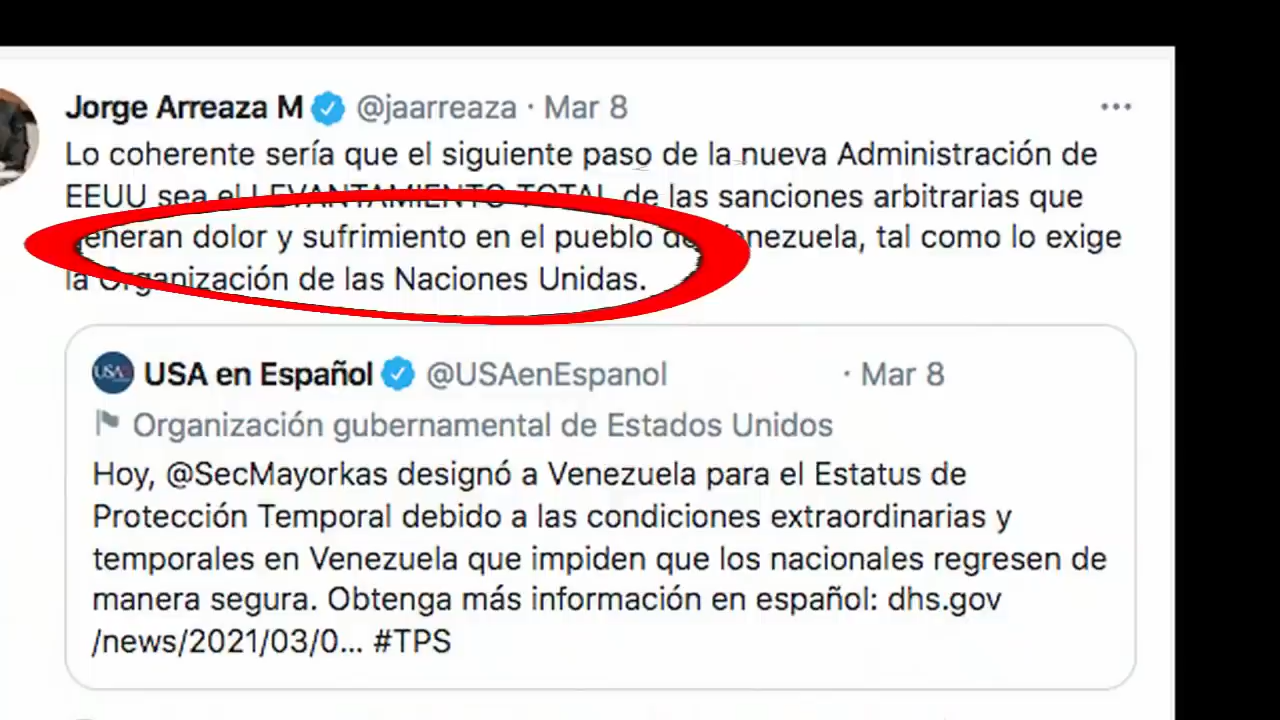 Jorge Arreaza M @jaarreaza · Mar 8
Lo coherente sería que el siguiente paso de la nueva Administración de
EEUU sea el LEVANTAMIENTO TOTAL de las sanciones arbitrarias que
generan dolor y sufrimiento en el pueblo de Venezuela, tal como lo exige
la Organización de las Naciones Unidas.
USA
USA en Español @USAenEspanol · Mar 8
Organización gubernamental de Estados Unidos
Hoy, @SecMayorkas designó a Venezuela para el Estatus de
Protección Temporal debido a las condiciones extraordinarias y
temporales en Venezuela que impiden que los nacionales regresen de
manera segura. Obtenga más información en español: dhs.gov
/news/2021/03/0... #TPS